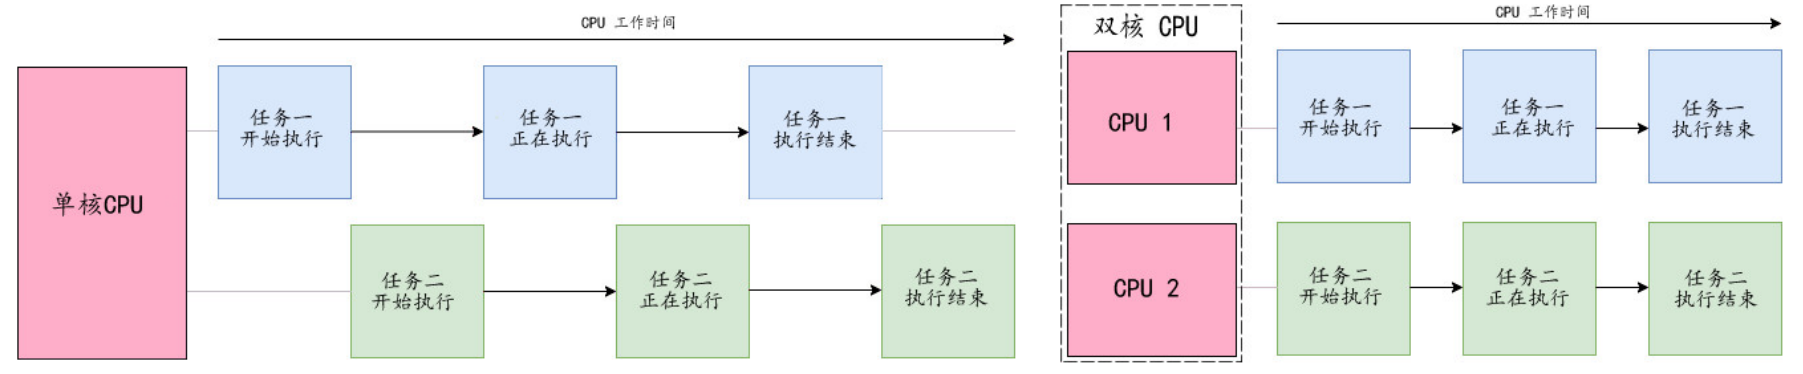 CPU 工作时间
单核CPU
任务一
开始执行
任务一
正在执行
任务一
执行结束
任务二
开始执行
任务二
正在执行
任务二
执行结束
双核 CPU
CPU 工作时间
CPU 1
任务一
开始执行
任务一
正在执行
任务一
执行结束
CPU 2
任务二
开始执行
任务二
正在执行
任务二
执行结束